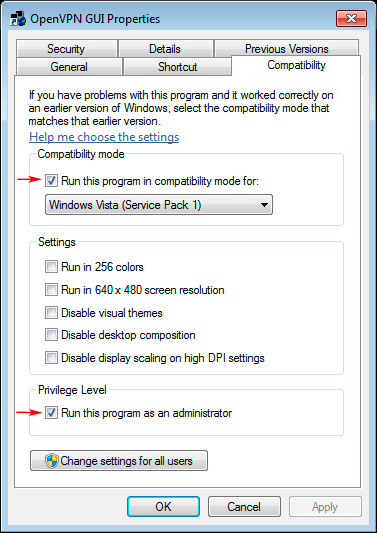 OpenVPN GUI Properties
Security
Details
Previous Versions
General
Shortcut
Compatibility
If you have problems with this program and it worked correctly on
an earlier version of Windows, select the compatibility mode that
matches that earlier version.
Help me choose the settings
Compatibility mode
Run this program in compatibility mode for:
Windows Vista (Service Pack 1)
Settings
Run in 256 colors
Run in 640 x 480 screen resolution
Disable visual themes
Disable desktop composition
Disable display scaling on high DPI settings
Privilege Level
Run this program as an administrator
Change settings for all users
OK
Cancel
Apply